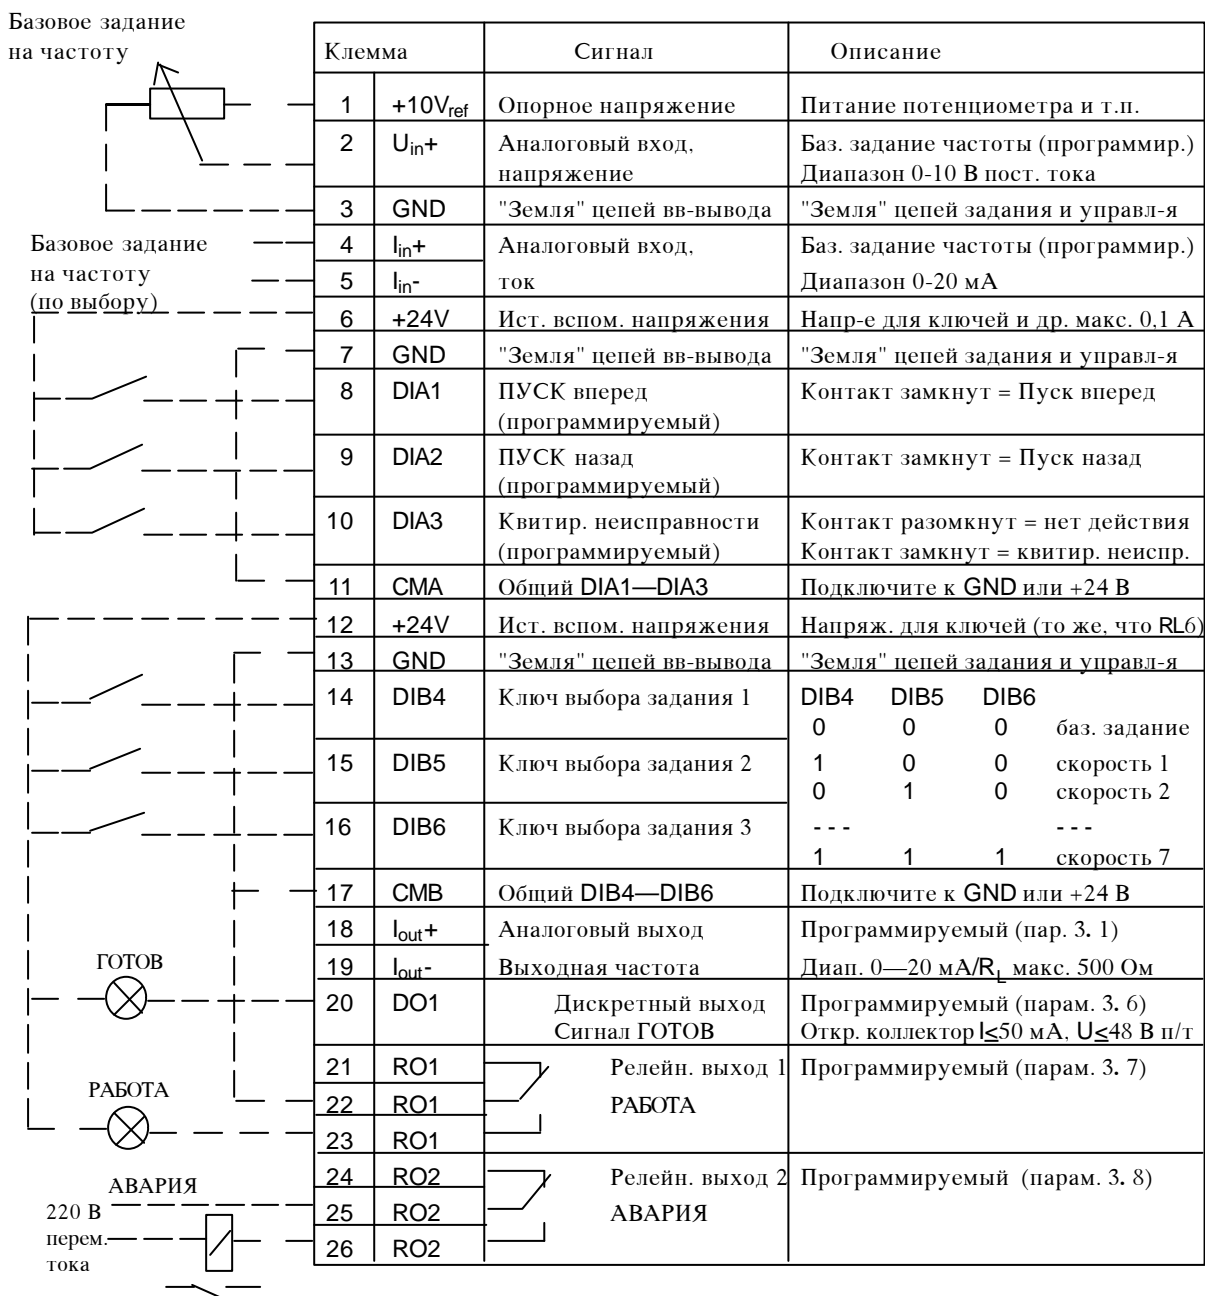 Базовое задание
на частоту
Клемма Сигнал Описание
1 +10Vref Опорное напряжение Питание потенциометра и т.п.
2 Uin+ Аналоговый вход, Баз. задание частоты (программир.)
напряжение Диапазон 0-10 В пост. тока
3 GND "Земля" цепей вв-вывода "Земля" цепей задания и управл-я
Базовое задание
на частоту
(по выбору)
4 Iin+ Аналоговый вход, Баз. задание частоты (программир.)
5 Iin- ток Диапазон 0-20 мА
6 +24V Ист. вспом. напряжения Напр-е для ключей и др. макс. 0,1 А
7 GND "Земля" цепей вв-вывода "Земля" цепей задания и управл-я
8 DIA1 ПУСК вперед Контакт замкнут = Пуск вперед
(программируемый)
9 DIA2 ПУСК назад Контакт замкнут = Пуск назад
(программируемый)
10 DIA3 Квитир. неисправности Контакт разомкнут = нет действия
(программируемый) Контакт замкнут = квитир. неиспр.
11 CMA Общий DIA1—DIA3 Подключите к GND или +24 В
12 +24V Ист. вспом. напряжения Напряж. для ключей (то же, что RL6)
13 GND "Земля" цепей вв-вывода "Земля" цепей задания и управл-я
14 DIB4 Ключ выбора задания 1 DIB4 DIB5 DIB6
0 0 0 баз. задание
15 DIB5 Ключ выбора задания 2 1 0 0 скорость 1
0 1 0 скорость 2
16 DIB6 Ключ выбора задания 3 - - - - - -
1 1 1 скорость 7
17 CMB Общий DIB4—DIB6 Подключите к GND или +24 В
18 Iout+ Аналоговый выход Программируемый (пар. 3. 1)
19 Iout- Выходная частота Диап. 0—20 мА/RL макс. 500 Ом
ГОТОВ
20 DO1 Дискретный выход Программируемый (парам. 3. 6)
Сигнал ГОТОВ Откр. коллектор I≤50 мА, U≤48 В п/т
21 RO1 Релейн. выход 1 Программируемый (парам. 3. 7)
РАБОТА
22 RO1 РАБОТА
23 RO1
24 RO2 Релейн. выход 2 Программируемый (парам. 3. 8)
АВАРИЯ
25 RO2 АВАРИЯ
26 RO2
220 В
перем.
тока